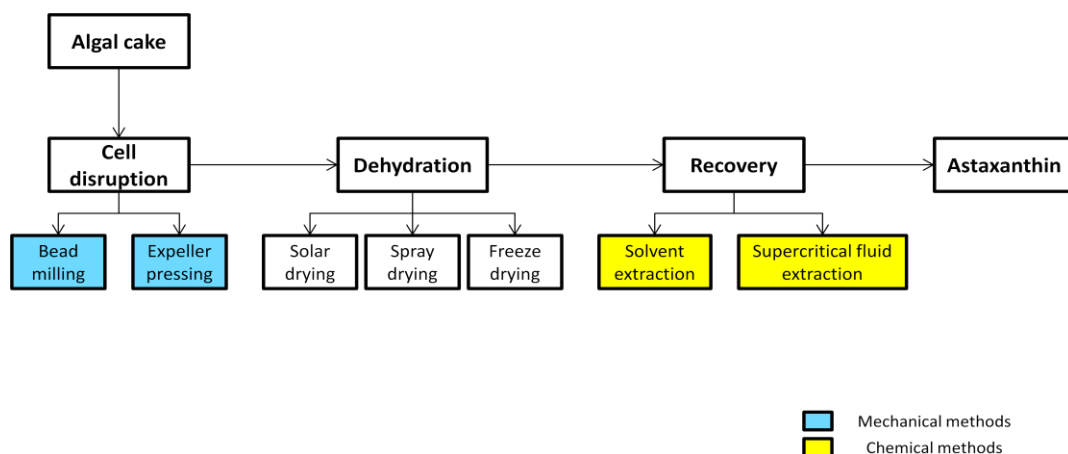 Algal cake
Cell
disruption
Dehydration
Recovery
Astaxanthin
Bead
milling
Expeller
pressing
Solar
drying
Spray
drying
Freeze
drying
Solvent
extraction
Supercritical fluid
extraction
Mechanical methods
Chemical methods